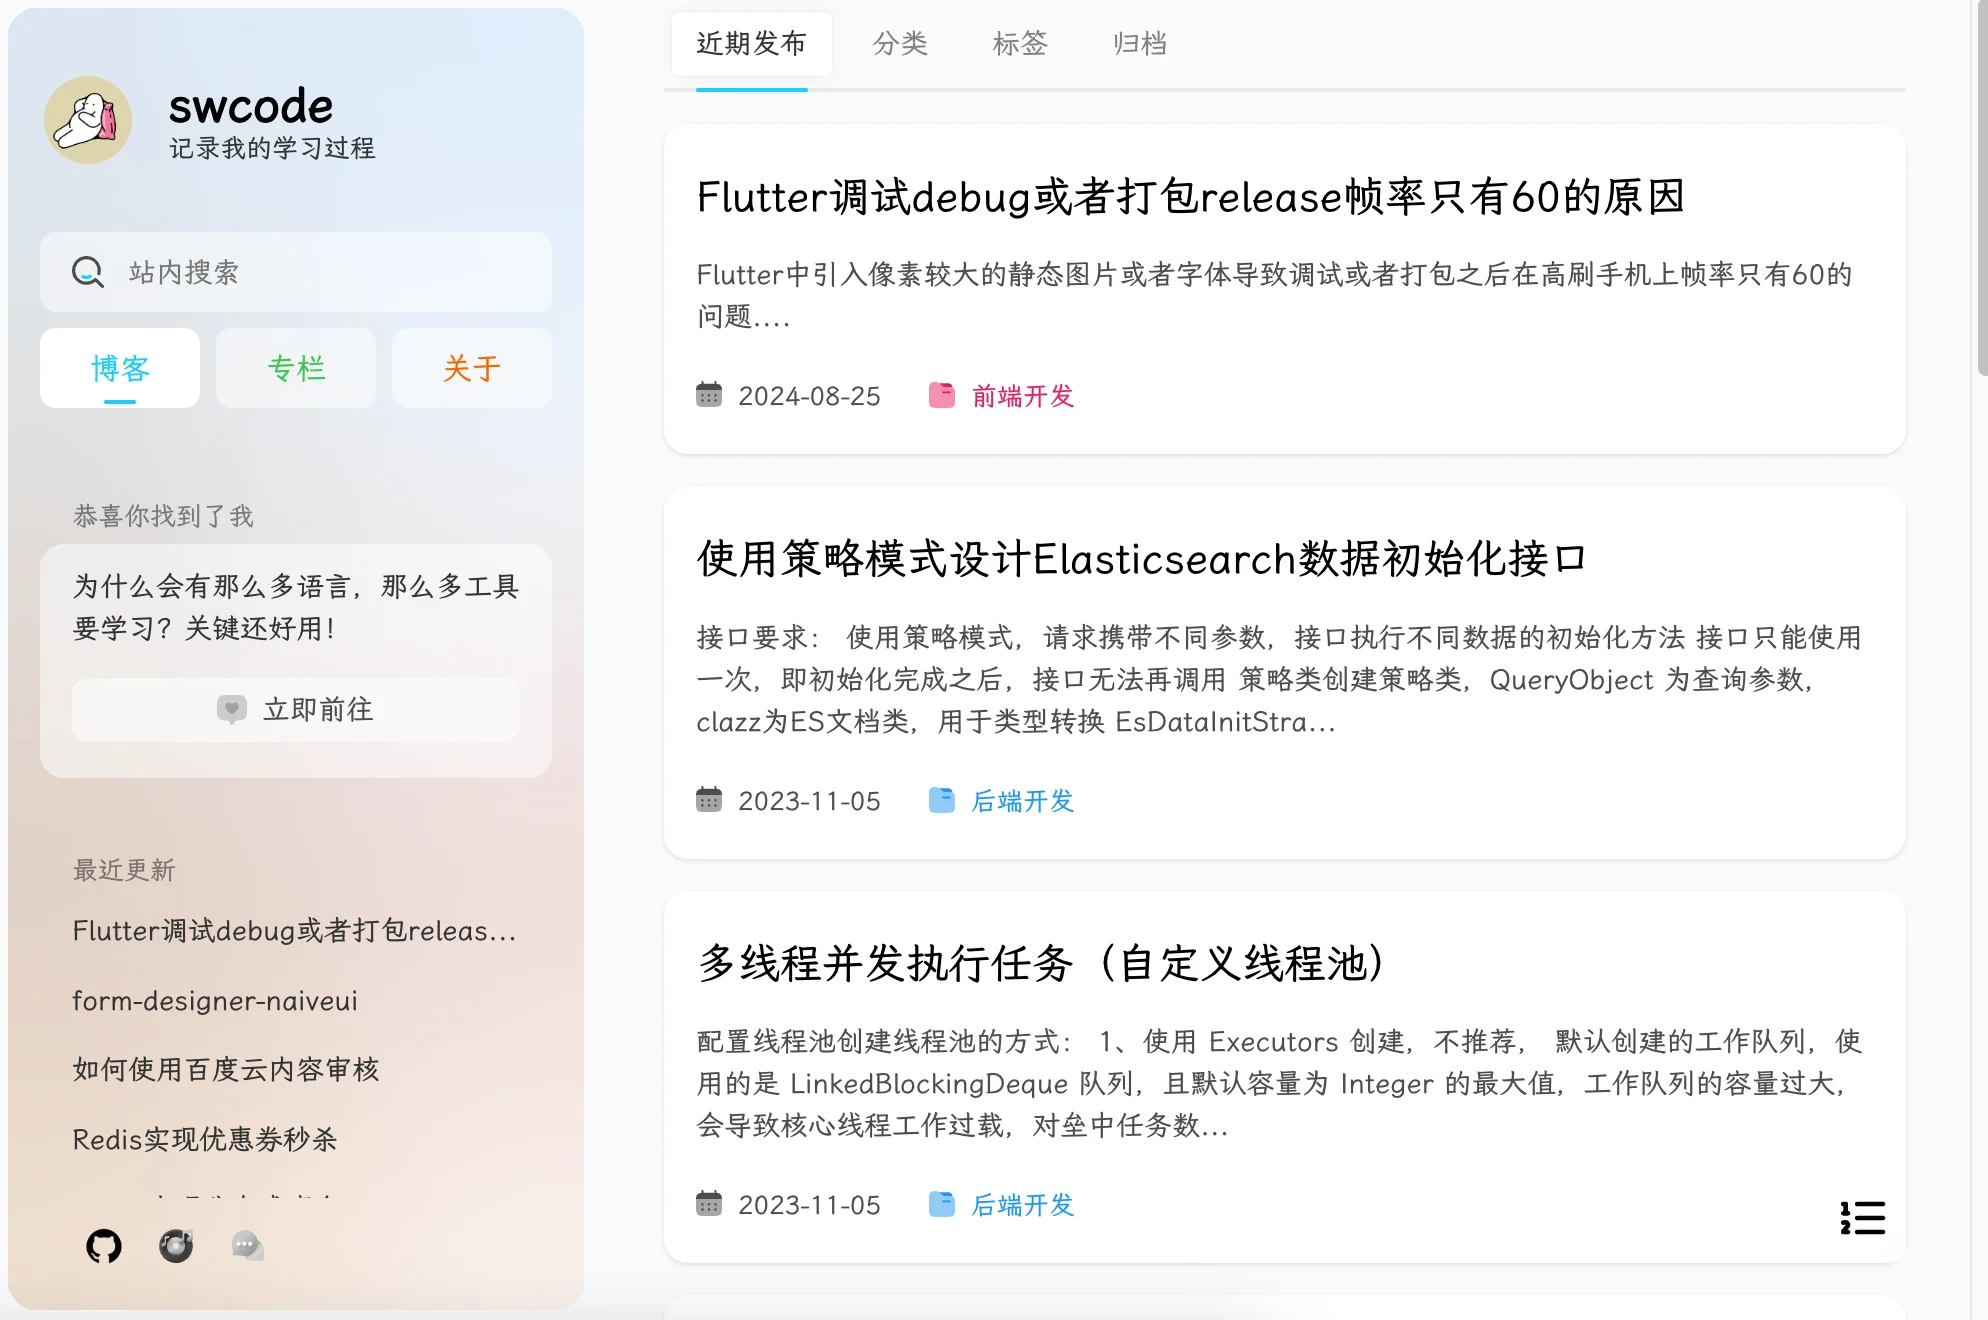 swcode
记录我的学习过程
站内搜索
博客
专栏
关于
恭喜你找到了我
为什么会有那么多语言，那么多工具
要学习？关键还好用！
立即前往
最近更新
Flutter调试debug或者打包releas...
form-designer-naiveui
如何使用百度云内容审核
Redis实现优惠券秒杀
近期发布
分类
标签
归档
Flutter调试debug或者打包release帧率只有60的原因
Flutter中引入像素较大的静态图片或者字体导致调试或者打包之后在高刷手机上帧率只有60的
问题....
2024-08-25
前端开发
使用策略模式设计Elasticsearch数据初始化接口
接口要求： 使用策略模式，请求携带不同参数，接口执行不同数据的初始化方法 接口只能使用
一次，即初始化完成之后，接口无法再调用 策略类创建策略类，QueryObject 为查询参数，
clazz为ES文档类，用于类型转换 EsDataInitStra...
2023-11-05
后端开发
多线程并发执行任务（自定义线程池）
配置线程池创建线程池的方式： 1、使用 Executors 创建，不推荐， 默认创建的工作队列，使
用的是 LinkedBlockingDeque 队列，且默认容量为 Integer 的最大值，工作队列的容量过大，
会导致核心线程工作过载，对垒中任务数...
2023-11-05
后端开发